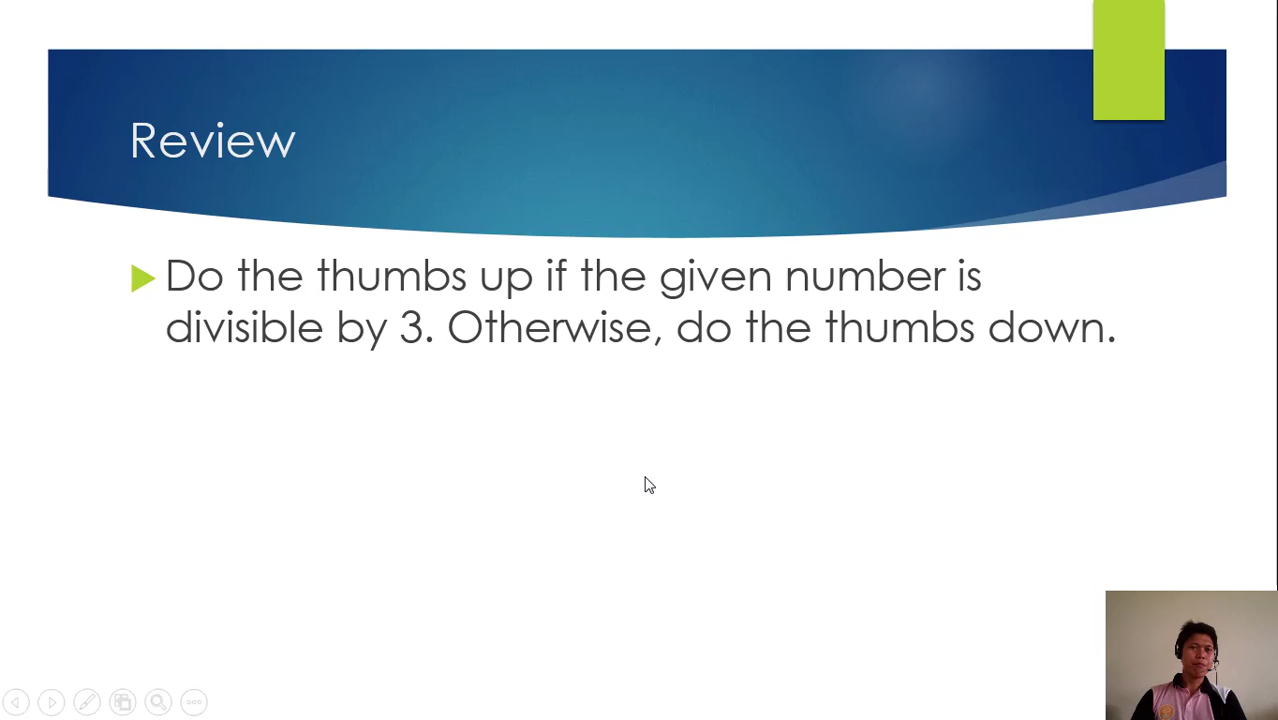 Review
Do the thumbs up if the given number is
divisible by 3. Otherwise, do the thumbs down.